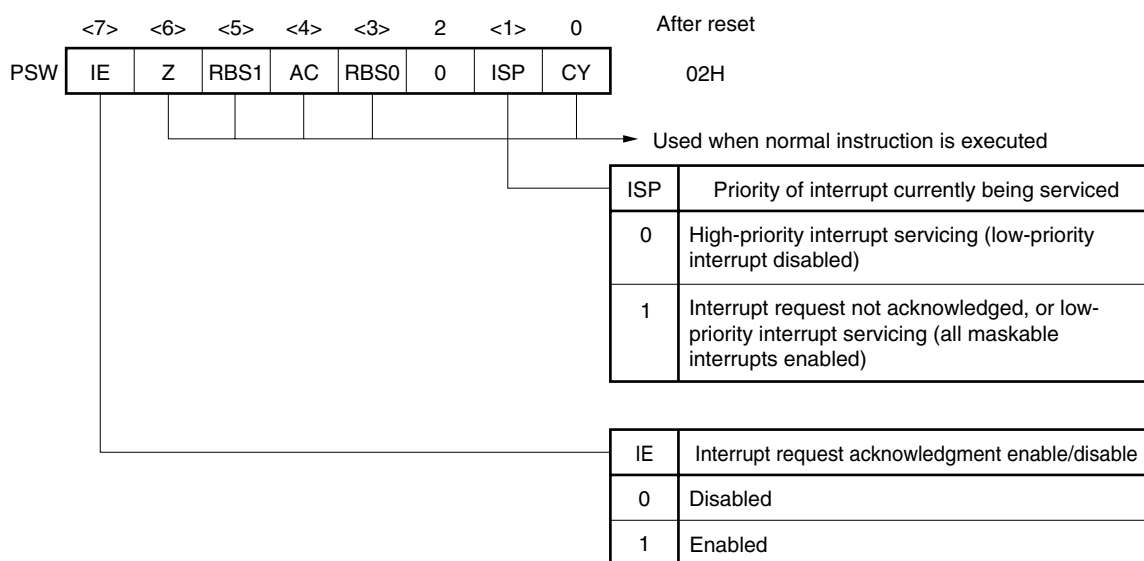 <7> <6> <5> <4> <3> 2 <1> 0 After reset
PSW IE Z RBS1 AC RBS0 0 ISP CY 02H
Used when normal instruction is executed
ISP Priority of interrupt currently being serviced
0 High-priority interrupt servicing (low-priority
interrupt disabled)
1 Interrupt request not acknowledged, or low-
priority interrupt servicing (all maskable
interrupts enabled)
IE Interrupt request acknowledgment enable/disable
0 Disabled
1 Enabled